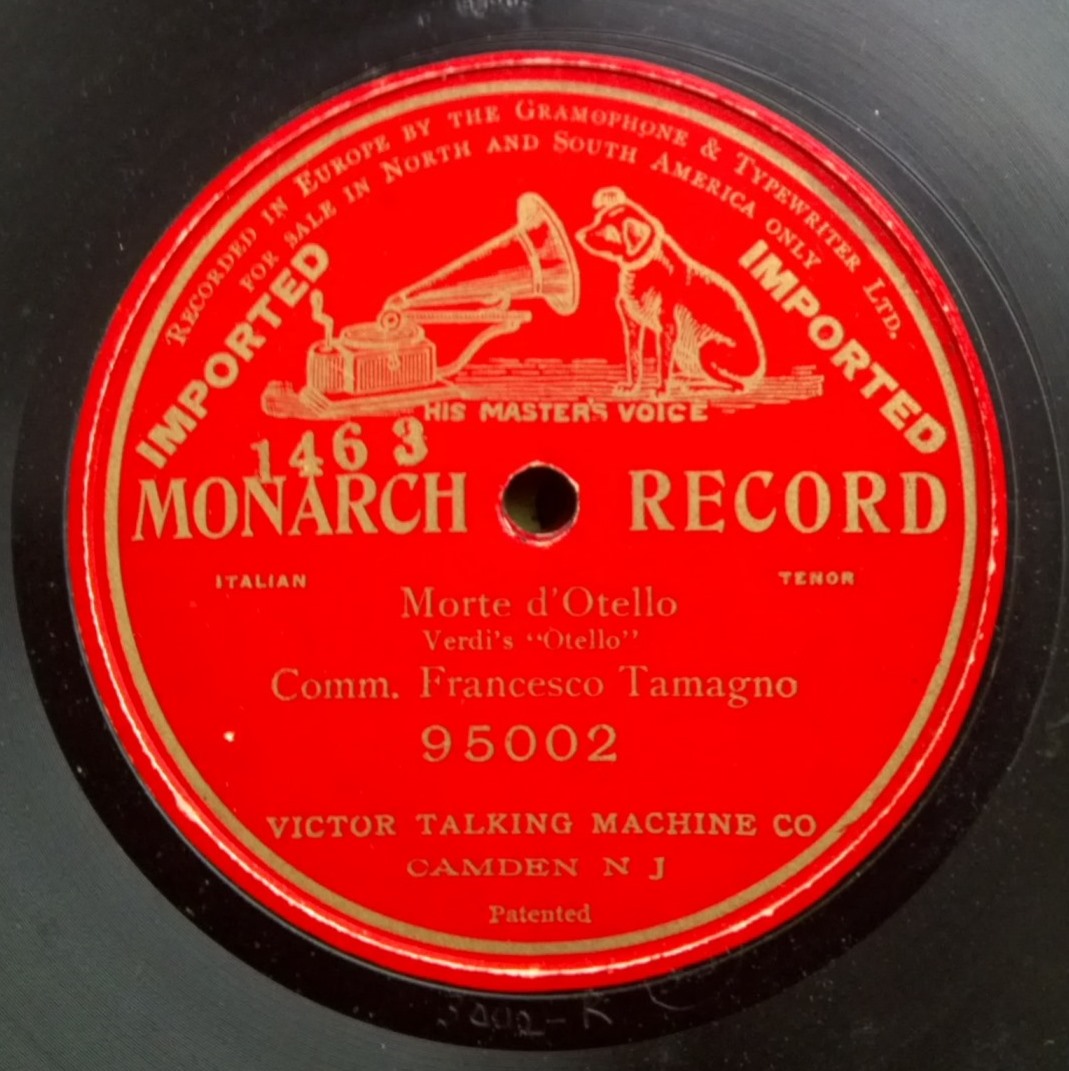 RECORDED IN EUROPE BY THE GRAMOPHONE & TYPEWRITER LTD.
FOR SALE IN NORTH AND SOUTH AMERICA ONLY
IMPORTED
IMPORTED
HIS MASTER'S VOICE
1463
MONARCH RECORD
ITALIAN TENOR
Morte d'Otello
Verdi's "Otello"
Comm. Francesco Tamagno
95002
VICTOR TALKING MACHINE CO
CAMDEN N J
Patented